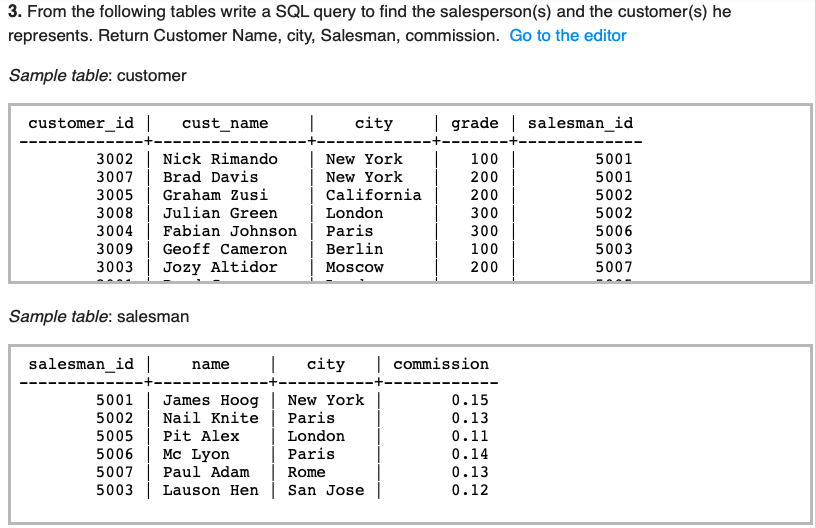 3. From the following tables write a SQL query to find the salesperson(s) and the customer(s) he
represents. Return Customer Name, city, Salesman, commission. Go to the editor
Sample table: customer
customer_id | cust_name | city | grade | salesman_id
-------------+----------------+------------+-------+-------------
3002 | Nick Rimando | New York | 100 | 5001
3007 | Brad Davis | New York | 200 | 5001
3005 | Graham Zusi | California | 200 | 5002
3008 | Julian Green | London | 300 | 5002
3004 | Fabian Johnson | Paris | 300 | 5006
3009 | Geoff Cameron | Berlin | 100 | 5003
3003 | Jozy Altidor | Moscow | 200 | 5007
Sample table: salesman
salesman_id | name | city | commission
-------------+------------+----------+------------
5001 | James Hoog | New York | 0.15
5002 | Nail Knite | Paris | 0.13
5005 | Pit Alex | London | 0.11
5006 | Mc Lyon | Paris | 0.14
5007 | Paul Adam | Rome | 0.13
5003 | Lauson Hen | San Jose | 0.12